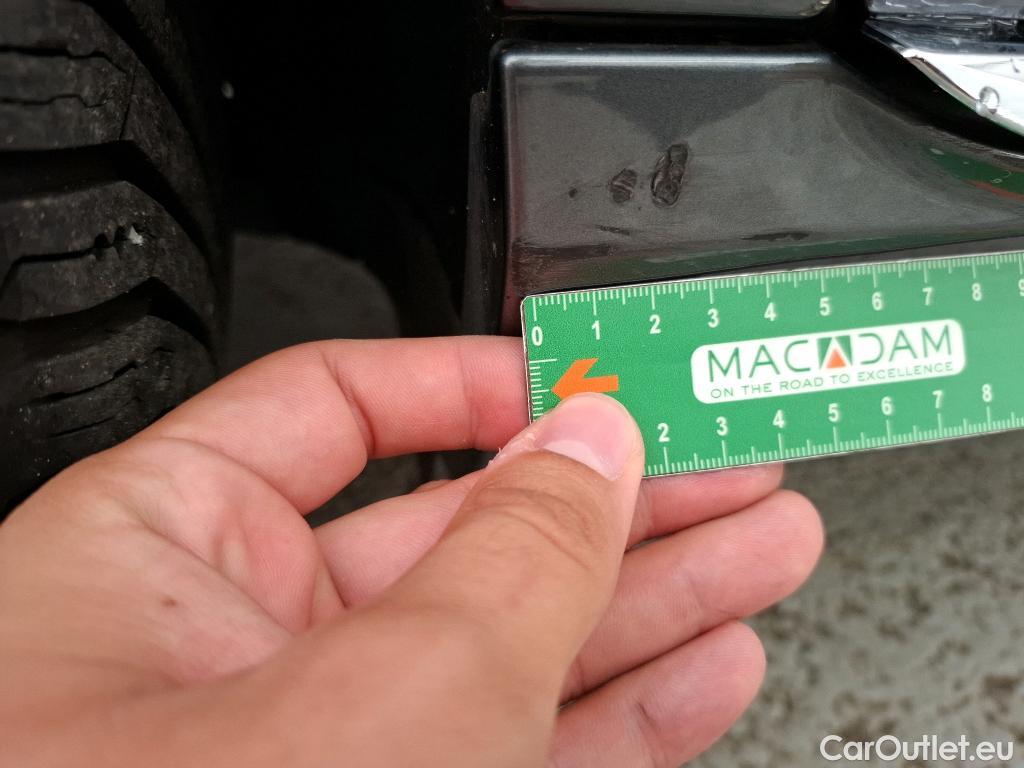 0 1 2 3 4 5 6 7 8 9
MACADAM
ON THE ROAD TO EXCELLENCE
2 3 4 5 6 7 8
CarOutlet.eu